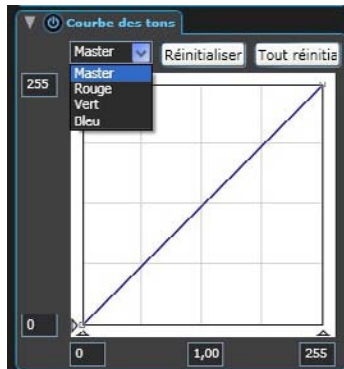 Courbe des tons
Master Réinitialiser Tout réinitia
Master
Rouge
Vert
Bleu
255
0
0 1,00 255